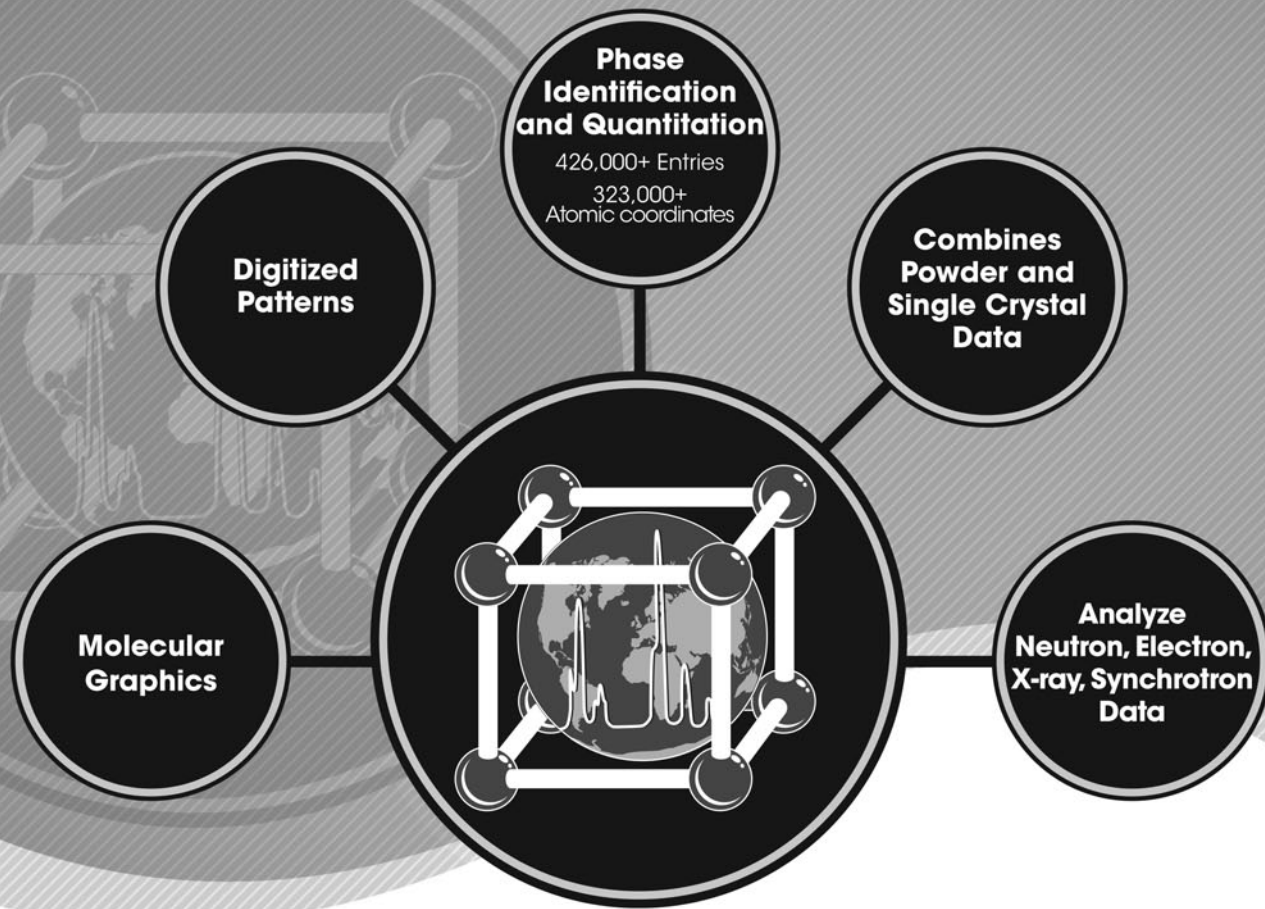 Phase
Identification
and Quantitation
426,000+ Entries
323,000+
Atomic coordinates
Digitized
Patterns
Combines
Powder and
Single Crystal
Data
Molecular
Graphics
Analyze
Neutron, Electron,
X-ray, Synchrotron
Data